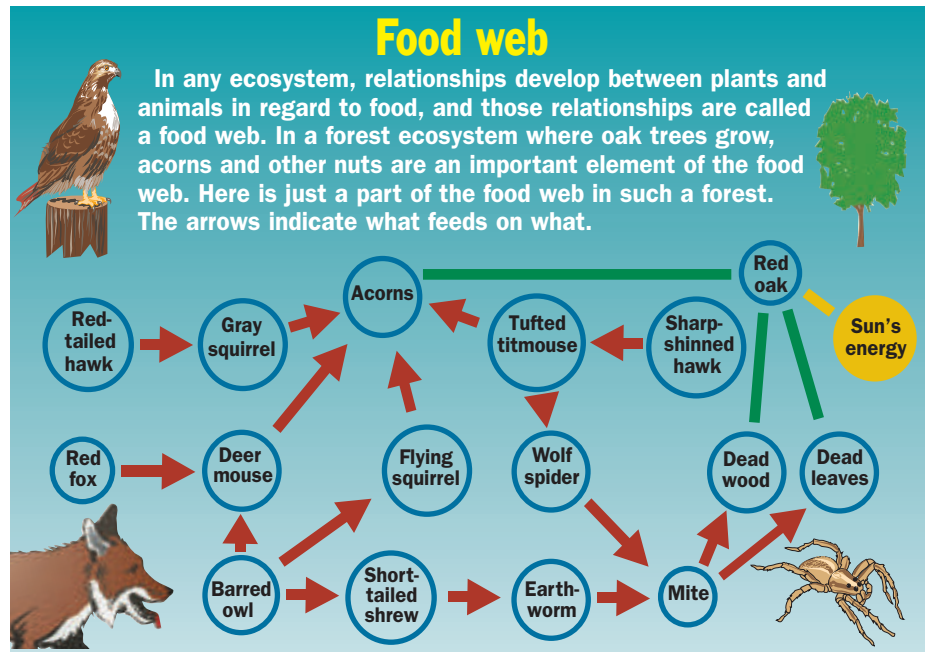 Food web
In any ecosystem, relationships develop between plants and
animals in regard to food, and those relationships are called
a food web. In a forest ecosystem where oak trees grow,
acorns and other nuts are an important element of the food
web. Here is just a part of the food web in such a forest.
The arrows indicate what feeds on what.
Red
oak
Acorns
Red-
tailed
hawk
Gray
squirrel
Tufted
titmouse
Sharp-
shinned
hawk
Sun's
energy
Red
fox
Deer
mouse
Flying
squirrel
Wolf
spider
Dead
wood
Dead
leaves
Barred
owl
Short-
tailed
shrew
Earth-
worm
Mite